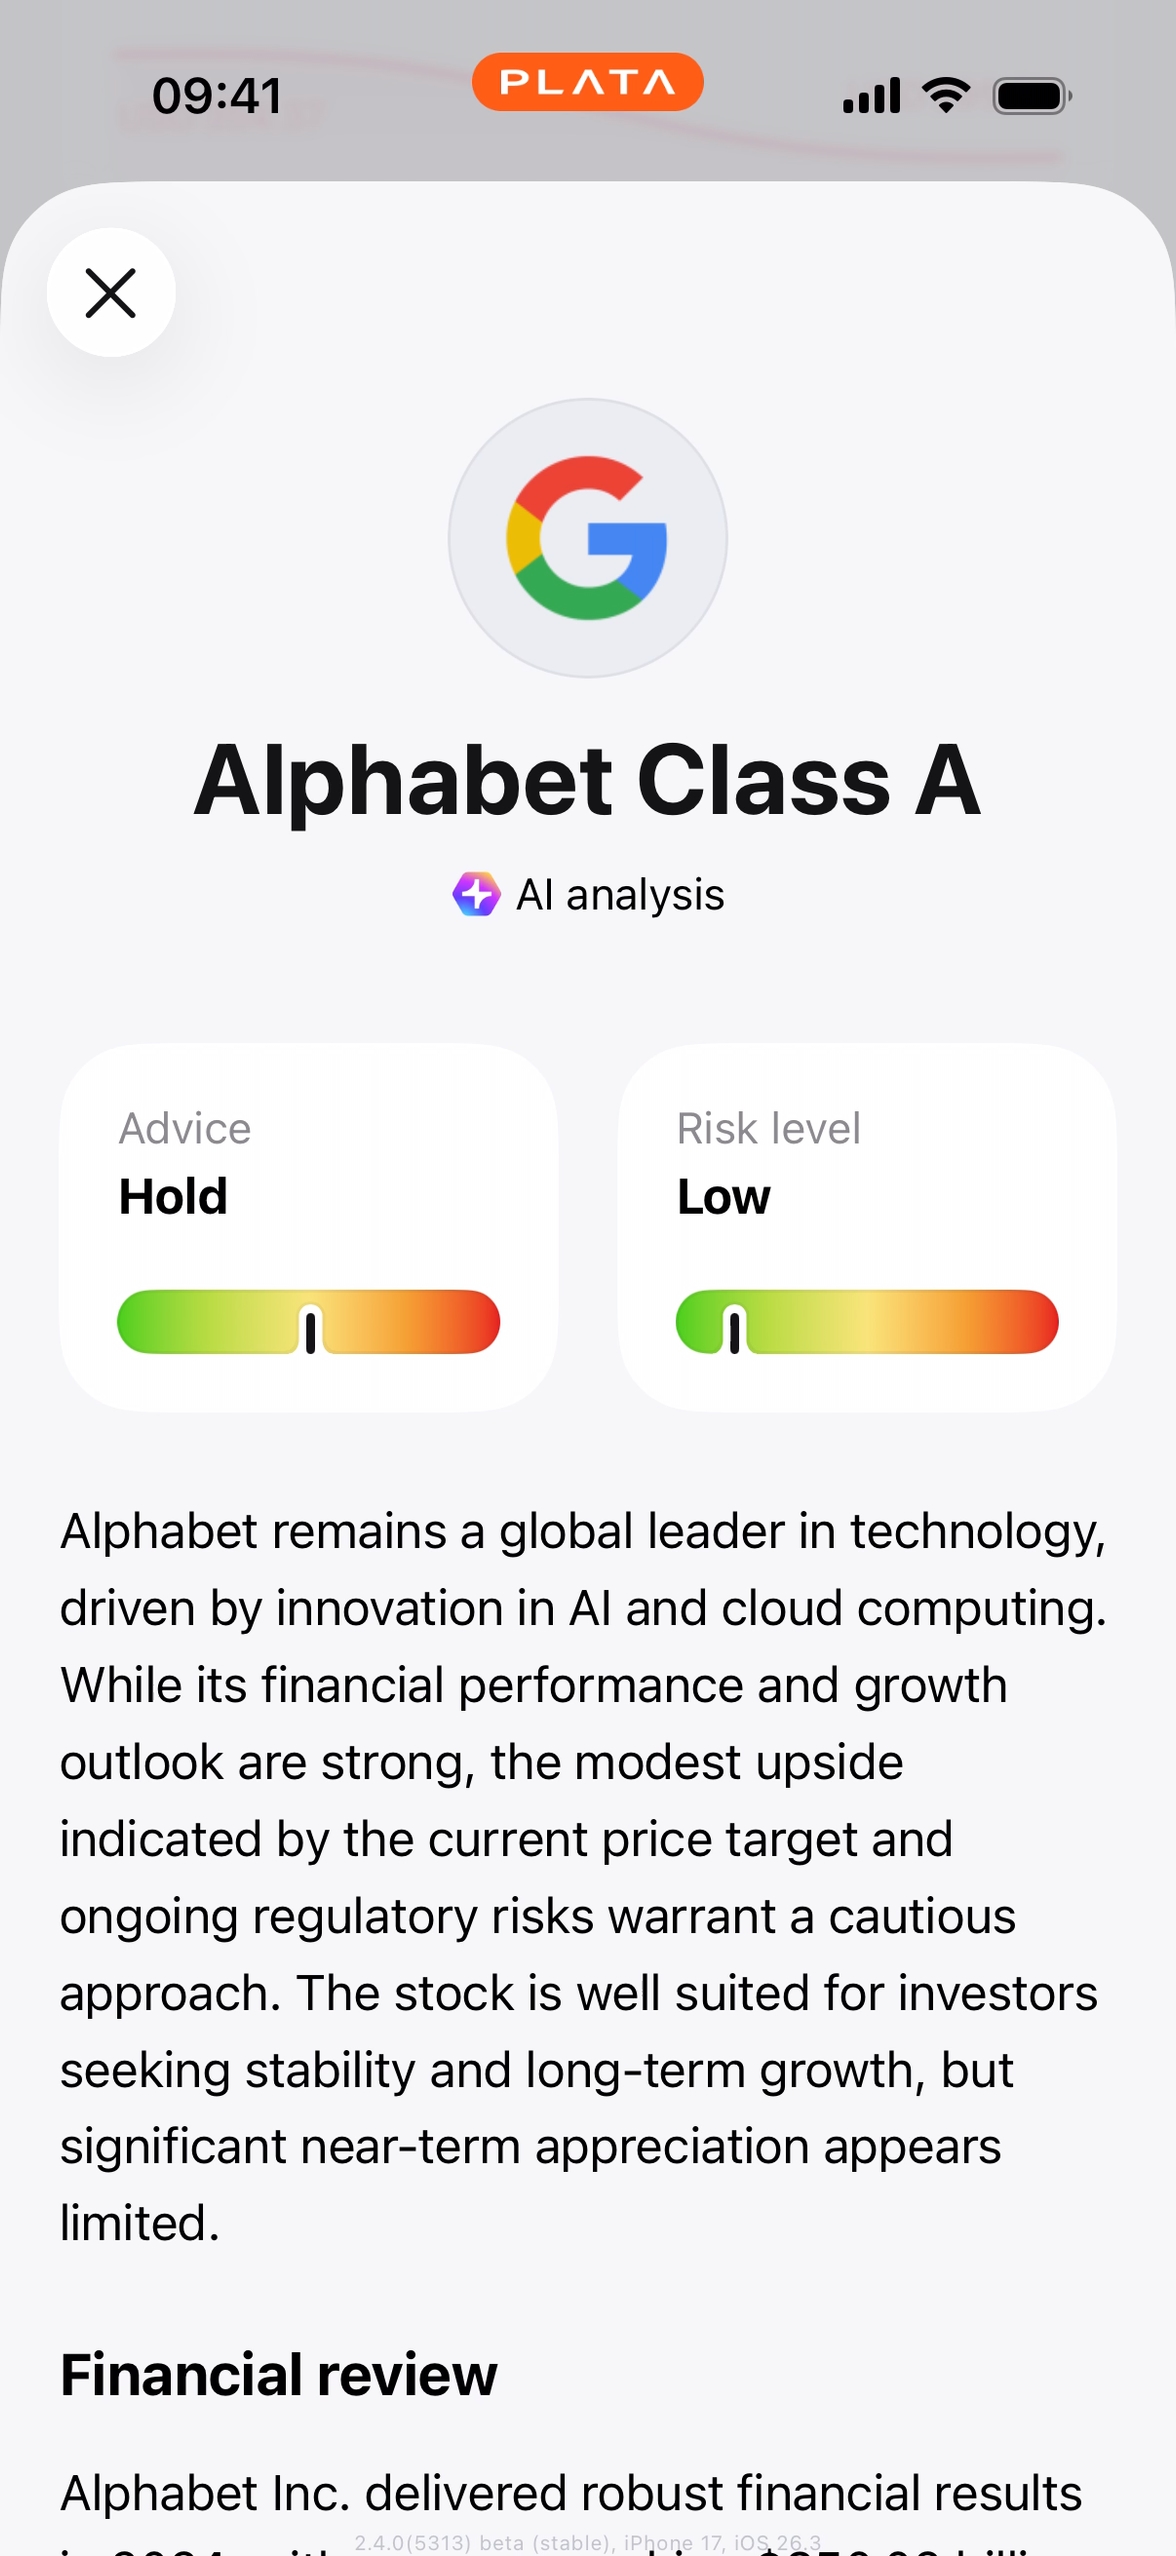 09:41
PLATA
Alphabet Class A
AI analysis
Advice
Hold
Risk level
Low
Alphabet remains a global leader in technology,
driven by innovation in AI and cloud computing.
While its financial performance and growth
outlook are strong, the modest upside
indicated by the current price target and
ongoing regulatory risks warrant a cautious
approach. The stock is well suited for investors
seeking stability and long-term growth, but
significant near-term appreciation appears
limited.
Financial review
Alphabet Inc. delivered robust financial results
2.4.0(5313) beta (stable), iPhone 17, iOS 26.3